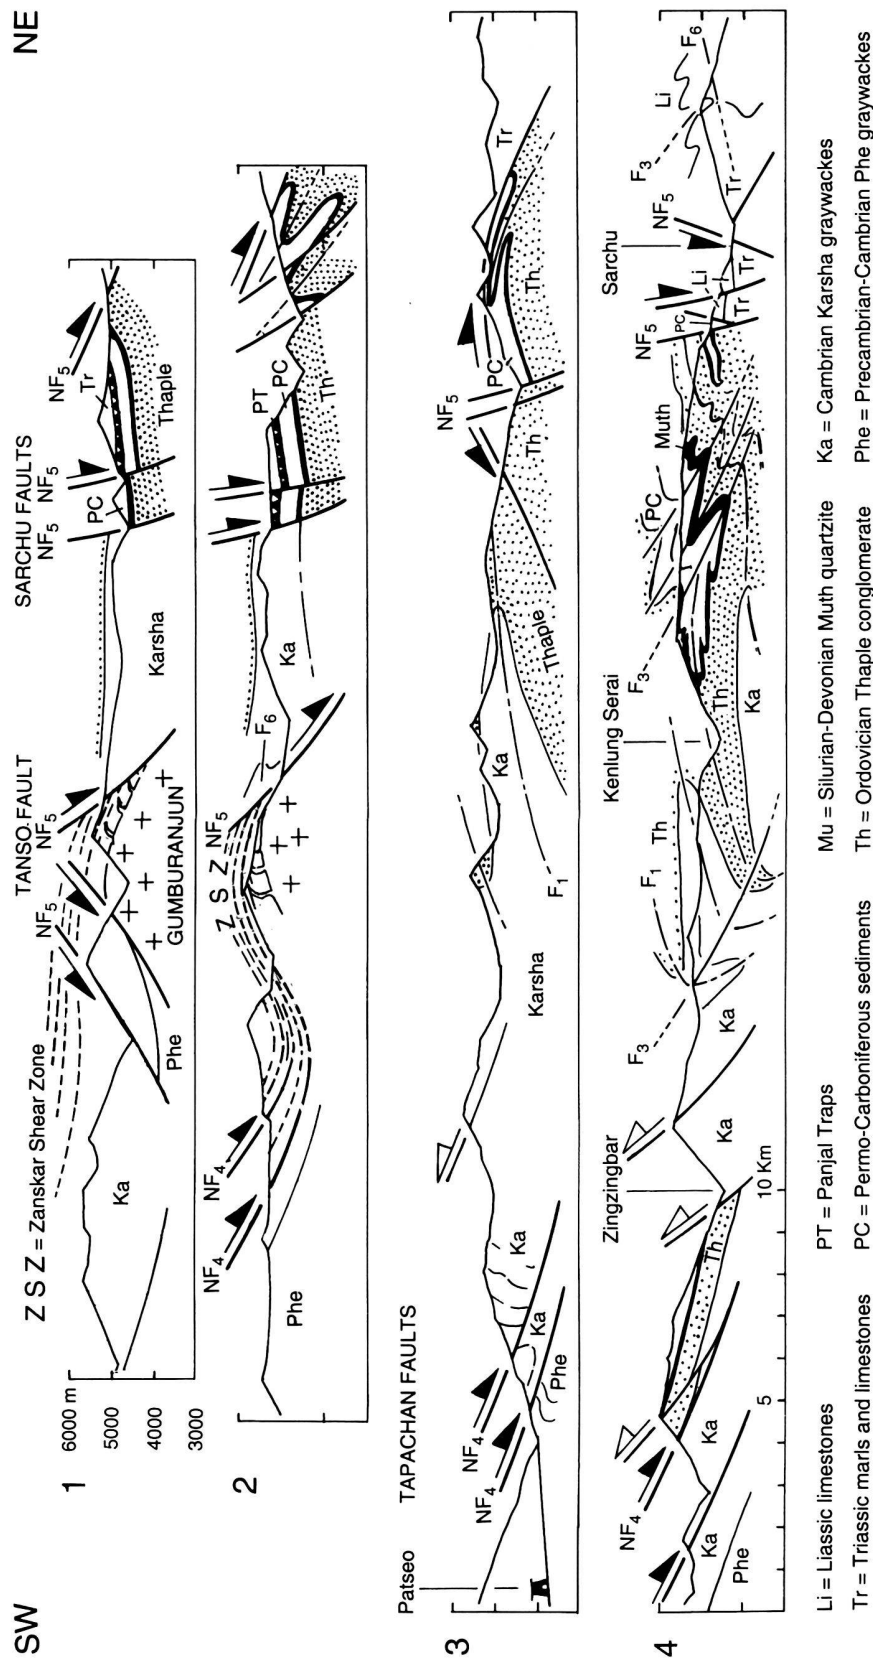 SW
NE
Z S Z = Zanskar Shear Zone
TANSO FAULT
SARCHU FAULTS
1
6000 m
5000
4000
3000
Ka
Phe
NF5
NF5
GUMBURANJUN
Karsha
NF5
NF5
PC
Tr
NF5
Thaple
2
Phe
NF4
NF4
Z S Z
NF5
F6
Ka
PT
PC
Th
3
Patseo
TAPACHAN FAULTS
NF4
NF4
Phe
Ka
Ka
Karsha
F1
Ka
Thaple
Th
NF5
PC
Th
Tr
4
Phe
Ka
NF4
Ka
5
Th
Zingzingbar
10 Km
Ka
F3
Ka
F1
Th
Kenlung Serai
F3
Th
Ka
PC
Muth
NF5
PC
Li
Tr
Tr
Sarchu
NF5
Tr
F3
Li
F6
Li = Liassic limestones
Tr = Triassic marls and limestones
PT = Panjal Traps
PC = Permo-Carboniferous sediments
Mu = Silurian-Devonian Muth quartzite
Th = Ordovician Thaple conglomerate
Ka = Cambrian Karsha graywackes
Phe = Precambrian-Cambrian Phe graywackes